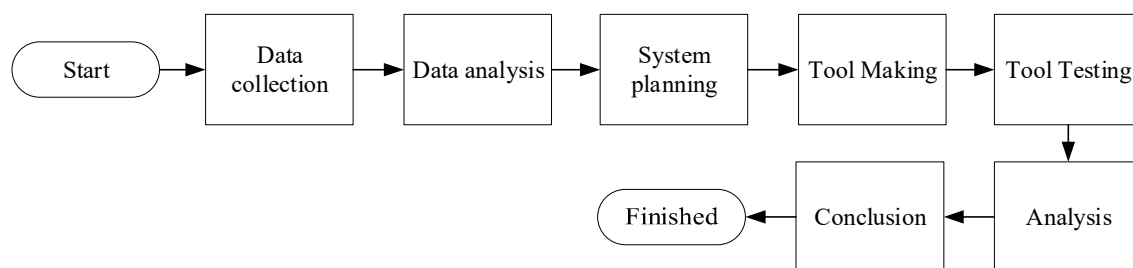 Start
Data
collection
Data analysis
System
planning
Tool Making
Tool Testing
Analysis
Conclusion
Finished